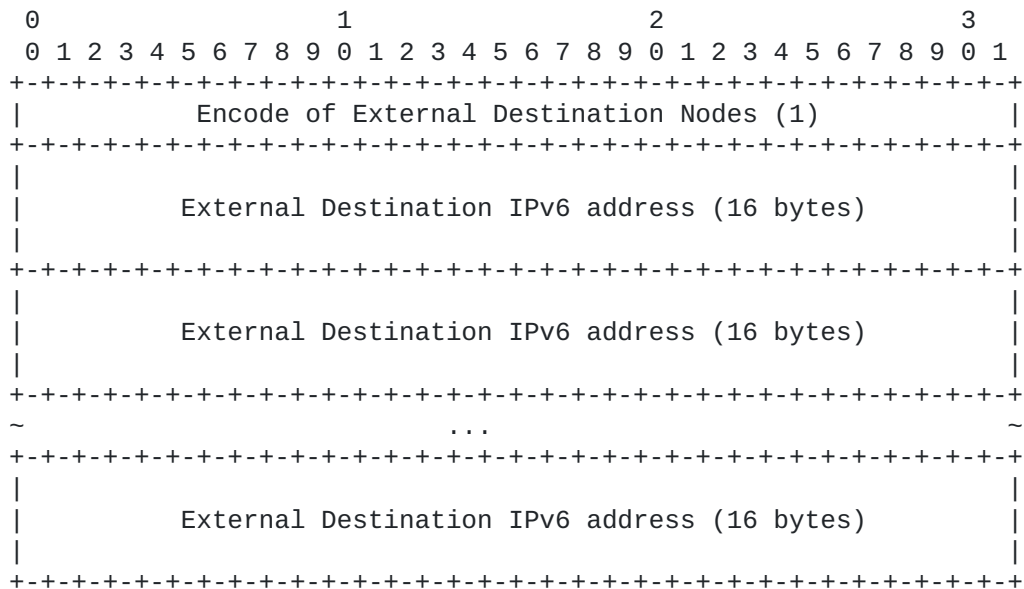 0                   1                   2                   3
 0 1 2 3 4 5 6 7 8 9 0 1 2 3 4 5 6 7 8 9 0 1 2 3 4 5 6 7 8 9 0 1
+-+-+-+-+-+-+-+-+-+-+-+-+-+-+-+-+-+-+-+-+-+-+-+-+-+-+-+-+-+-+-+-+
|           Encode of External Destination Nodes (1)            |
+-+-+-+-+-+-+-+-+-+-+-+-+-+-+-+-+-+-+-+-+-+-+-+-+-+-+-+-+-+-+-+-+
|                                                               |
|          External Destination IPv6 address (16 bytes)         |
|                                                               |
+-+-+-+-+-+-+-+-+-+-+-+-+-+-+-+-+-+-+-+-+-+-+-+-+-+-+-+-+-+-+-+-+
|                                                               |
|          External Destination IPv6 address (16 bytes)         |
|                                                               |
+-+-+-+-+-+-+-+-+-+-+-+-+-+-+-+-+-+-+-+-+-+-+-+-+-+-+-+-+-+-+-+-+
~                           ...                                 ~
+-+-+-+-+-+-+-+-+-+-+-+-+-+-+-+-+-+-+-+-+-+-+-+-+-+-+-+-+-+-+-+-+
|                                                               |
|          External Destination IPv6 address (16 bytes)         |
|                                                               |
+-+-+-+-+-+-+-+-+-+-+-+-+-+-+-+-+-+-+-+-+-+-+-+-+-+-+-+-+-+-+-+-+